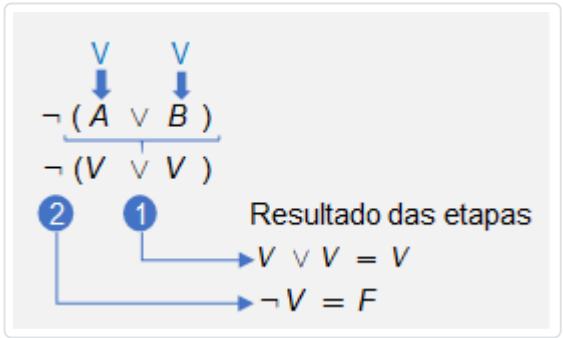 V V
¬ ( A ∨ B )
¬ (V ∨ V )
2 1 Resultado das etapas
V ∨ V = V
¬ V = F